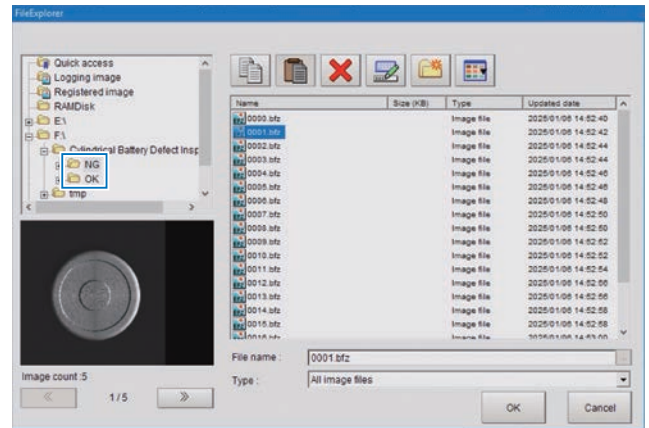 FileExplorer
Quick access
Logging image
Registered image
RAMDisk
E:\
F:\
Cylindrical Battery Defect Insp
NG
OK
tmp
Name Size (KB) Type Updated date
0000.bfz Image file 2025/01/06 14:52:40
0001.bfz Image file 2025/01/06 14:52:42
0002.bfz Image file 2025/01/06 14:52:44
0003.bfz Image file 2025/01/06 14:52:44
0004.bfz Image file 2025/01/06 14:52:46
0005.bfz Image file 2025/01/06 14:52:46
0006.bfz Image file 2025/01/06 14:52:48
0007.bfz Image file 2025/01/06 14:52:50
0008.bfz Image file 2025/01/06 14:52:50
0009.bfz Image file 2025/01/06 14:52:52
0010.bfz Image file 2025/01/06 14:52:52
0011.bfz Image file 2025/01/06 14:52:54
0012.bfz Image file 2025/01/06 14:52:56
0013.bfz Image file 2025/01/06 14:52:56
0014.bfz Image file 2025/01/06 14:52:58
0015.bfz Image file 2025/01/06 14:52:58
0016.bfz Image file 2025/01/06 14:53:00
File name : 0001.bfz
Image count :5
Type : All image files
1/5
OK Cancel